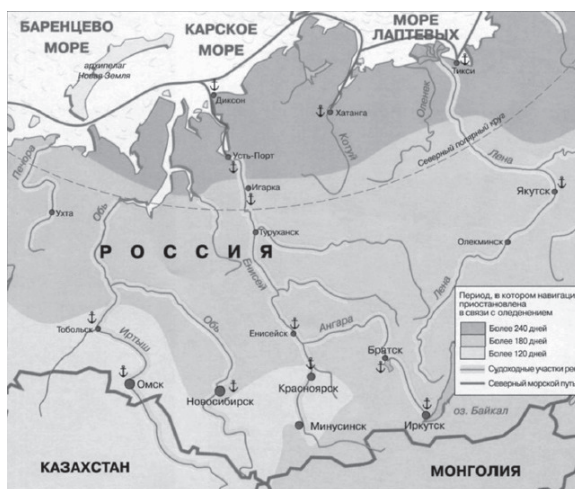 БАРЕНЦЕВО
МОРЕ
КАРСКОЕ
МОРЕ
МОРЕ
ЛАПТЕВЫХ
архипелаг
Новая Земля
Диксон
Хатанга
Тикси
Оленек
Котуй
Усть-Порт
Северный полярный круг
Лена
Печора
Игарка
Якутск
Ухта
Обь
Туруханск
Олекминск
РОССИЯ
Енисей
Лена
Период, в котором навигаци
приостановлена
в связи с оледенением
Более 240 дней
Более 180 дней
Более 120 дней
Судоходные участки рек
Северный морской путь
Тобольск
Иртыш
Обь
Енисейск
Ангара
Братск
Омск
Новосибирск
Красноярск
Минусинск
Иркутск
оз. Байкал
КАЗАХСТАН
МОНГОЛИЯ